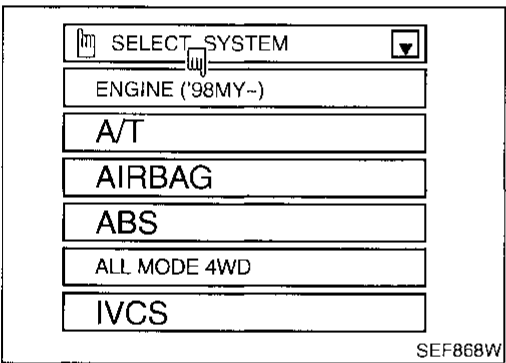 SELECT SYSTEM
ENGINE ('98MY~)
A/T
AIRBAG
ABS
ALL MODE 4WD
IVCS
SEF868W